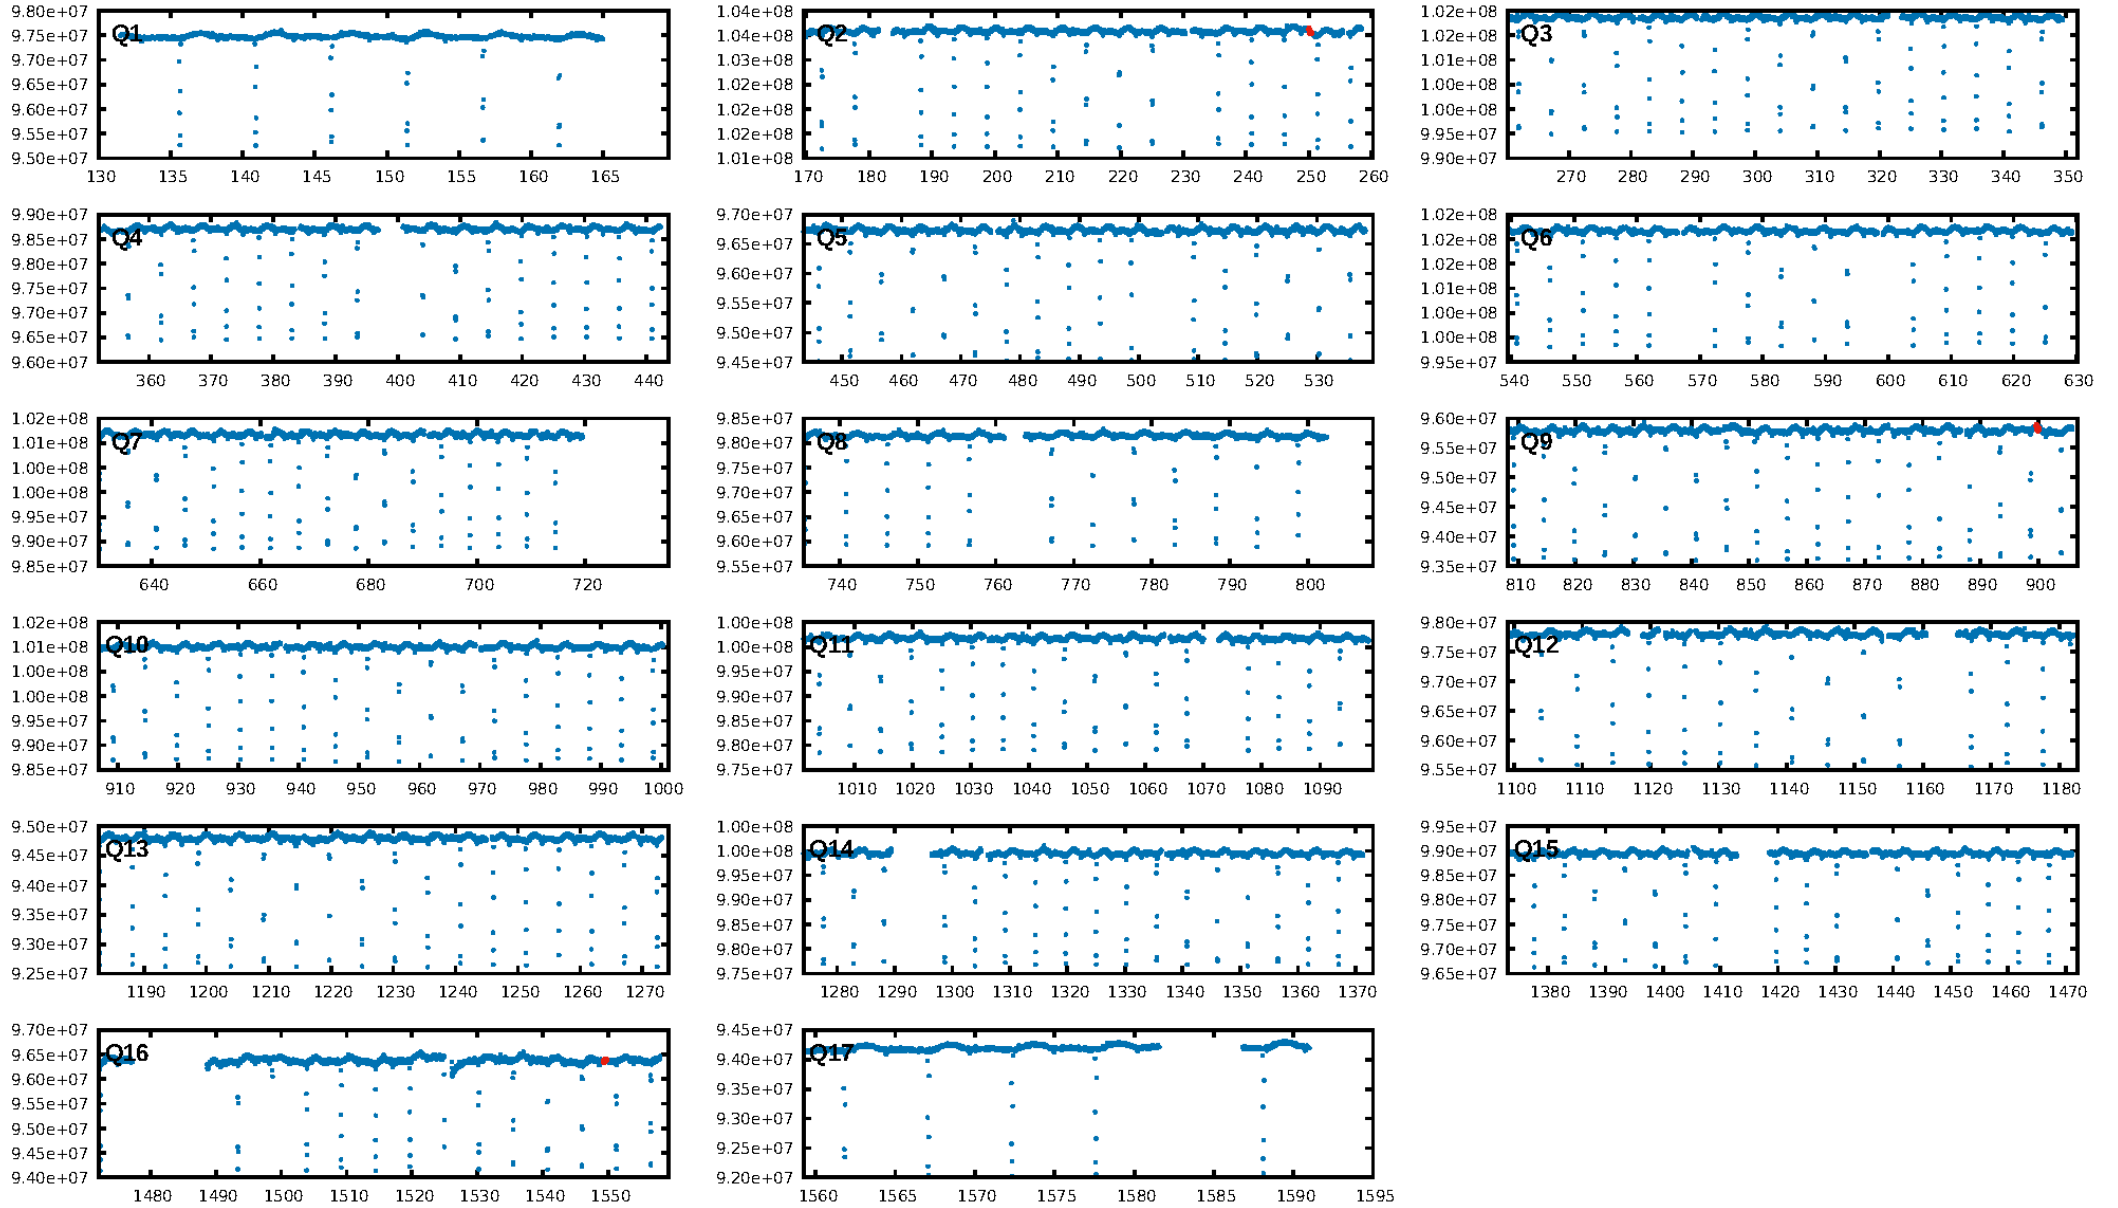 9.80e+07 9.75e+07 9.70e+07 9.65e+07 9.60e+07 9.55e+07 9.50e+07
Q1
130 135 140 145 150 155 160 165
1.04e+08 1.04e+08 1.03e+08 1.02e+08 1.02e+08 1.01e+08
Q2
170 180 190 200 210 220 230 240 250 260
1.02e+08 1.02e+08 1.01e+08 1.00e+08 1.00e+08 9.95e+07 9.90e+07
Q3
270 280 290 300 310 320 330 340 350
9.90e+07 9.85e+07 9.80e+07 9.75e+07 9.70e+07 9.65e+07 9.60e+07
Q4
360 370 380 390 400 410 420 430 440
9.70e+07 9.65e+07 9.60e+07 9.55e+07 9.50e+07 9.45e+07
Q5
450 460 470 480 490 500 510 520 530
1.02e+08 1.02e+08 1.02e+08 1.01e+08 1.00e+08 1.00e+08 9.95e+07
Q6
540 550 560 570 580 590 600 610 620 630
1.02e+08 1.01e+08 1.00e+08 1.00e+08 9.95e+07 9.90e+07 9.85e+07
Q7
640 660 680 700 720
9.85e+07 9.80e+07 9.75e+07 9.70e+07 9.65e+07 9.60e+07 9.55e+07
Q8
740 750 760 770 780 790 800
9.60e+07 9.55e+07 9.50e+07 9.45e+07 9.40e+07 9.35e+07
Q9
810 820 830 840 850 860 870 880 890 900
1.02e+08 1.01e+08 1.00e+08 1.00e+08 9.95e+07 9.90e+07 9.85e+07
Q10
910 920 930 940 950 960 970 980 990 1000
1.00e+08 1.00e+08 9.95e+07 9.90e+07 9.85e+07 9.80e+07 9.75e+07
Q11
1010 1020 1030 1040 1050 1060 1070 1080 1090
9.80e+07 9.75e+07 9.70e+07 9.65e+07 9.60e+07 9.55e+07
Q12
1100 1110 1120 1130 1140 1150 1160 1170 1180
9.50e+07 9.45e+07 9.40e+07 9.35e+07 9.30e+07 9.25e+07
Q13
1190 1200 1210 1220 1230 1240 1250 1260 1270
1.00e+08 1.00e+08 9.95e+07 9.90e+07 9.85e+07 9.80e+07 9.75e+07
Q14
1280 1290 1300 1310 1320 1330 1340 1350 1360 1370
9.95e+07 9.90e+07 9.85e+07 9.80e+07 9.75e+07 9.70e+07 9.65e+07
Q15
1380 1390 1400 1410 1420 1430 1440 1450 1460 1470
9.70e+07 9.65e+07 9.60e+07 9.55e+07 9.50e+07 9.45e+07 9.40e+07
Q16
1480 1490 1500 1510 1520 1530 1540 1550
9.45e+07 9.40e+07 9.35e+07 9.30e+07 9.25e+07 9.20e+07
Q17
1560 1565 1570 1575 1580 1585 1590 1595